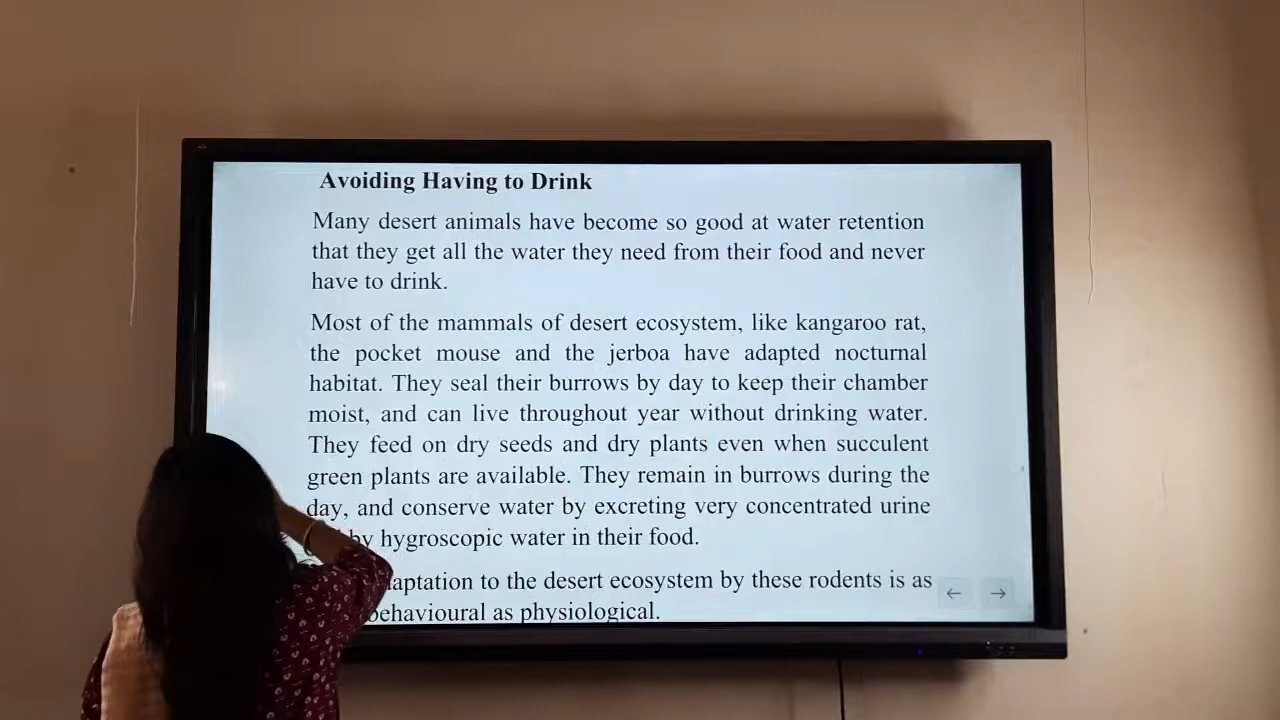 Avoiding Having to Drink
Many desert animals have become so good at water retention
that they get all the water they need from their food and never
have to drink.
Most of the mammals of desert ecosystem, like kangaroo rat,
the pocket mouse and the jerboa have adapted nocturnal
habitat. They seal their burrows by day to keep their chamber
moist, and can live throughout year without drinking water.
They feed on dry seeds and dry plants even when succulent
green plants are available. They remain in burrows during the
day, and conserve water by excreting very concentrated urine
by hygroscopic water in their food.
to the desert ecosystem by these rodents is as
behavioural as physiological.